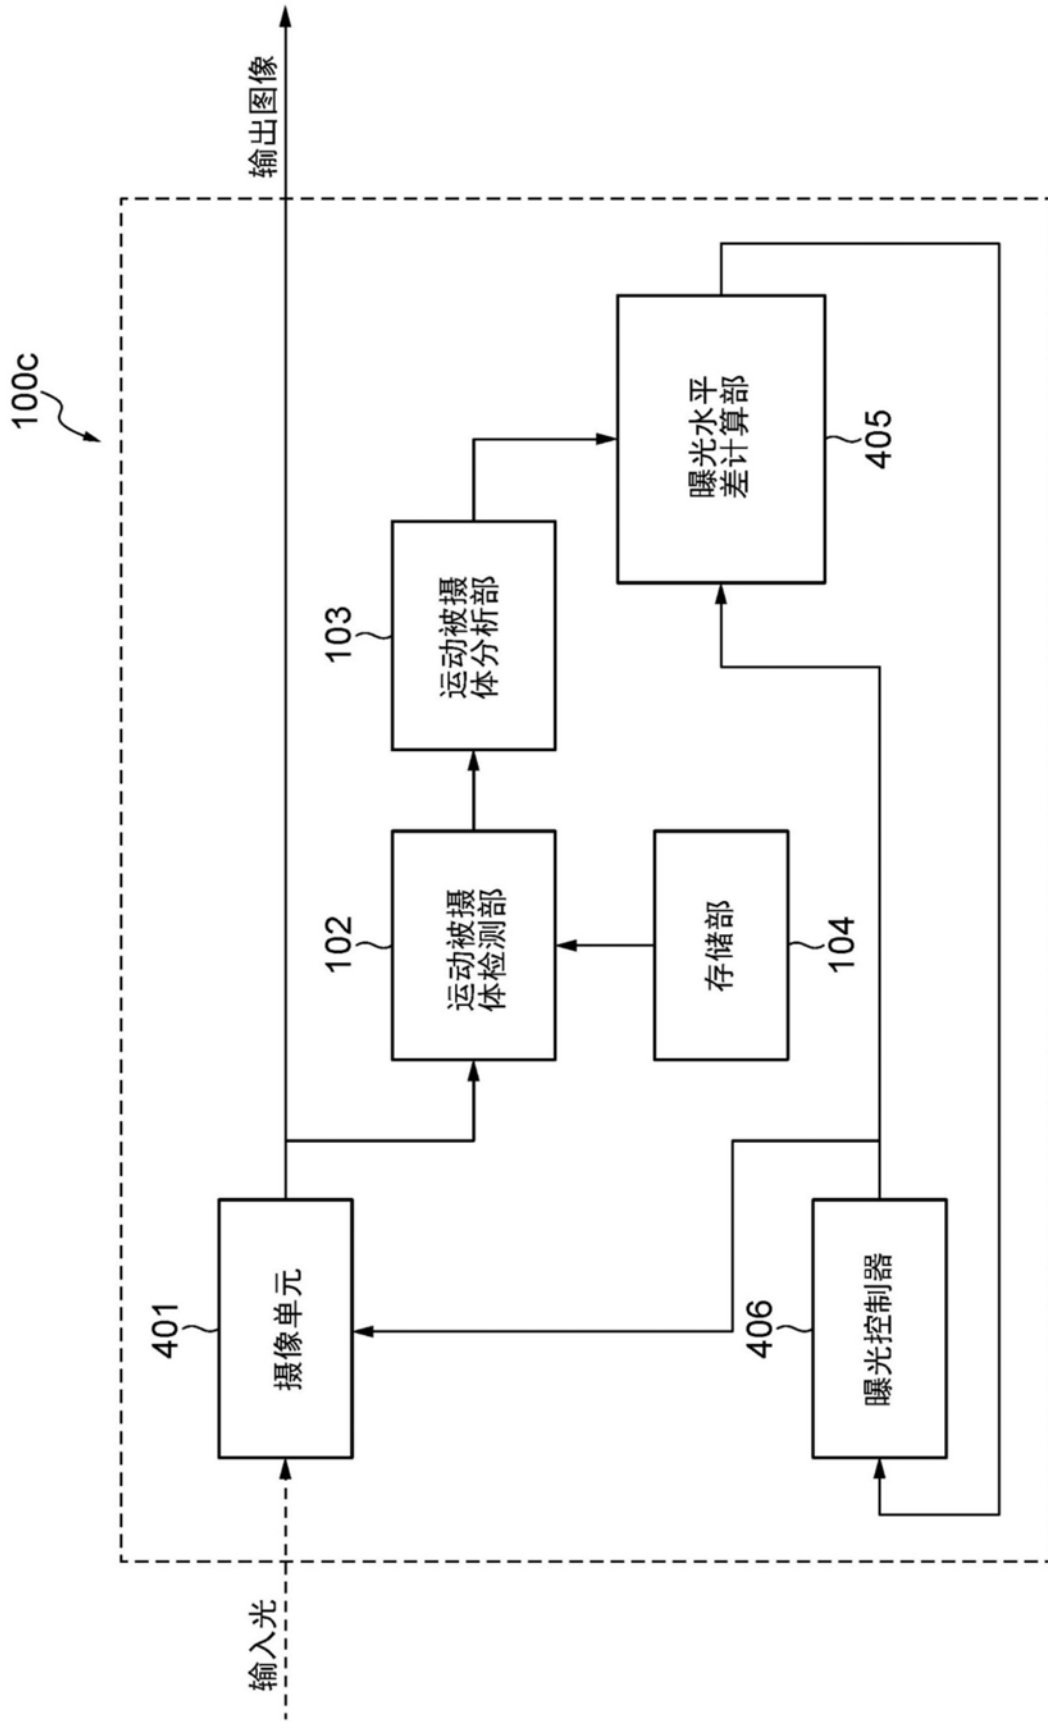 100c
输入光
输出图像
401
摄像单元
102
运动被摄
体检测部
103
运动被摄
体分析部
存储部
104
曝光水平
差计算部
405
406
曝光控制器